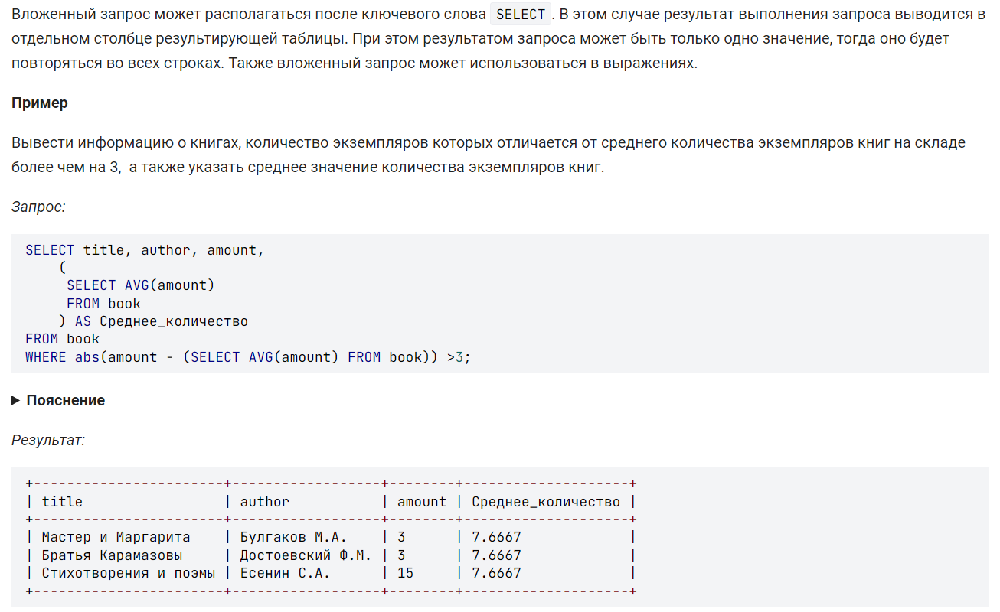 Вложенный запрос может располагаться после ключевого слова SELECT. В этом случае результат выполнения запроса выводится в
отдельном столбце результирующей таблицы. При этом результатом запроса может быть только одно значение, тогда оно будет
повторяться во всех строках. Также вложенный запрос может использоваться в выражениях.
Пример
Вывести информацию о книгах, количество экземпляров которых отличается от среднего количества экземпляров книг на складе
более чем на 3,  а также указать среднее значение количества экземпляров книг.
Запрос:
SELECT title, author, amount,
    (
     SELECT AVG(amount)
     FROM book
    ) AS Среднее_количество
FROM book
WHERE abs(amount - (SELECT AVG(amount) FROM book)) >3;
▶ Пояснение
Результат:
+-----------------------+------------------+--------+--------------------+
| title                 | author           | amount | Среднее_количество |
+-----------------------+------------------+--------+--------------------+
| Мастер и Маргарита    | Булгаков М.А.    | 3      | 7.6667             |
| Братья Карамазовы     | Достоевский Ф.М. | 3      | 7.6667             |
| Стихотворения и поэмы | Есенин С.А.      | 15     | 7.6667             |
+-----------------------+------------------+--------+--------------------+